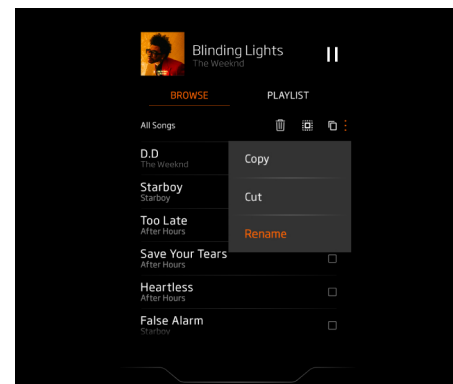 Blinding Lights
The Weeknd
BROWSE PLAYLIST
All Songs
D.D
The Weeknd
Copy
Starboy
Starboy
Cut
Too Late
After Hours
Rename
Save Your Tears
After Hours
Heartless
After Hours
False Alarm
Starboy